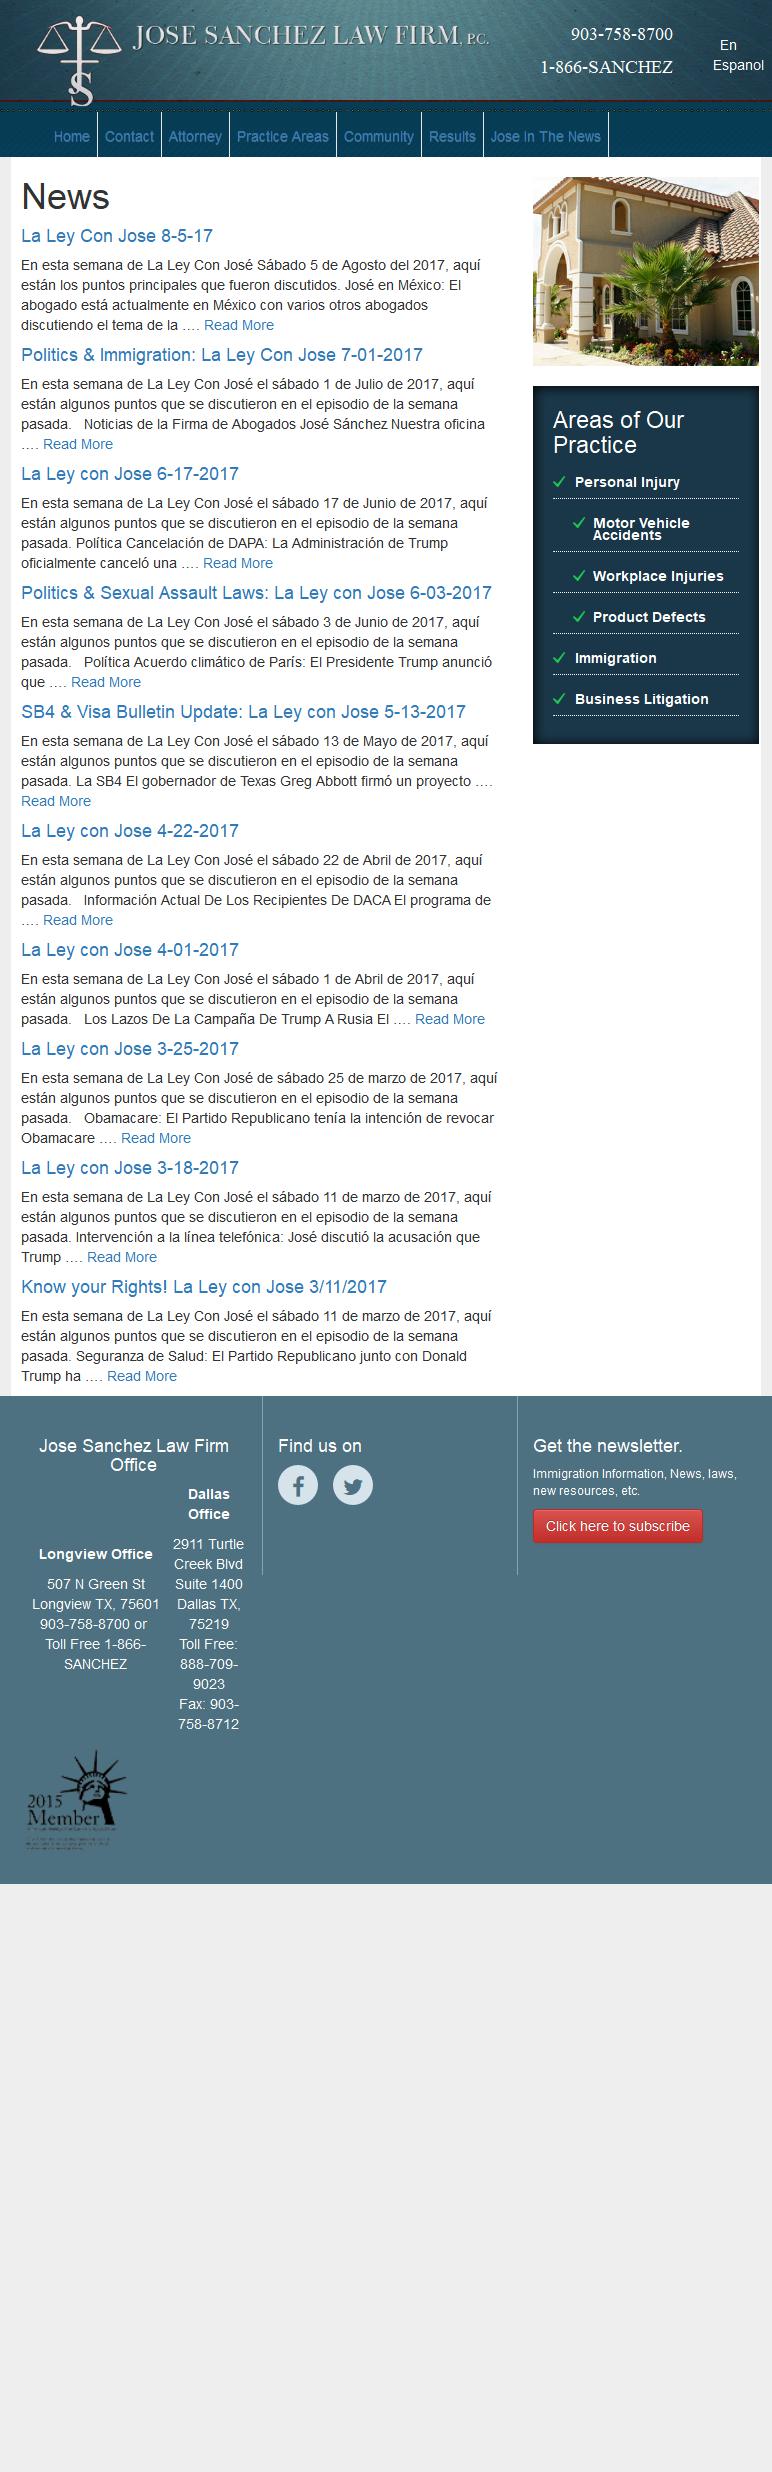 JOSE SANCHEZ LAW FIRM, P.C.
903-758-8700
1-866-SANCHEZ
En
Espanol
Home
Contact
Attorney
Practice Areas
Community
Results
Jose In The News
News
La Ley Con Jose 8-5-17
En esta semana de La Ley Con José Sábado 5 de Agosto del 2017, aquí
están los puntos principales que fueron discutidos. José en México: El
abogado está actualmente en México con varios otros abogados
discutiendo el tema de la …. Read More
Politics & Immigration: La Ley Con Jose 7-01-2017
En esta semana de La Ley Con José el sábado 1 de Julio de 2017, aquí
están algunos puntos que se discutieron en el episodio de la semana
pasada.   Noticias de la Firma de Abogados José Sánchez Nuestra oficina
…. Read More
La Ley con Jose 6-17-2017
En esta semana de La Ley Con José el sábado 17 de Junio de 2017, aquí
están algunos puntos que se discutieron en el episodio de la semana
pasada. Política Cancelación de DAPA: La Administración de Trump
oficialmente canceló una …. Read More
Politics & Sexual Assault Laws: La Ley con Jose 6-03-2017
En esta semana de La Ley Con José el sábado 3 de Junio de 2017, aquí
están algunos puntos que se discutieron en el episodio de la semana
pasada.   Política Acuerdo climático de París: El Presidente Trump anunció
que …. Read More
SB4 & Visa Bulletin Update: La Ley con Jose 5-13-2017
En esta semana de La Ley Con José el sábado 13 de Mayo de 2017, aquí
están algunos puntos que se discutieron en el episodio de la semana
pasada. La SB4 El gobernador de Texas Greg Abbott firmó un proyecto ….
Read More
La Ley con Jose 4-22-2017
En esta semana de La Ley Con José el sábado 22 de Abril de 2017, aquí
están algunos puntos que se discutieron en el episodio de la semana
pasada.   Información Actual De Los Recipientes De DACA El programa de
…. Read More
La Ley con Jose 4-01-2017
En esta semana de La Ley Con José el sábado 1 de Abril de 2017, aquí
están algunos puntos que se discutieron en el episodio de la semana
pasada.   Los Lazos De La Campaña De Trump A Rusia El …. Read More
La Ley con Jose 3-25-2017
En esta semana de La Ley Con José de sábado 25 de marzo de 2017, aquí
están algunos puntos que se discutieron en el episodio de la semana
pasada.   Obamacare: El Partido Republicano tenía la intención de revocar
Obamacare …. Read More
La Ley con Jose 3-18-2017
En esta semana de La Ley Con José el sábado 11 de marzo de 2017, aquí
están algunos puntos que se discutieron en el episodio de la semana
pasada. Intervención a la línea telefónica: José discutió la acusación que
Trump …. Read More
Know your Rights! La Ley con Jose 3/11/2017
En esta semana de La Ley Con José el sábado 11 de marzo de 2017, aquí
están algunos puntos que se discutieron en el episodio de la semana
pasada. Seguranza de Salud: El Partido Republicano junto con Donald
Trump ha …. Read More
Areas of Our
Practice
Personal Injury
Motor Vehicle
Accidents
Workplace Injuries
Product Defects
Immigration
Business Litigation
Jose Sanchez Law Firm
Office
Longview Office
507 N Green St
Longview TX, 75601
903-758-8700 or
Toll Free 1-866-
SANCHEZ
Dallas
Office
2911 Turtle
Creek Blvd
Suite 1400
Dallas TX,
75219
Toll Free:
888-709-
9023
Fax: 903-
758-8712
2015
Member
Find us on
Get the newsletter.
Immigration Information, News, laws,
new resources, etc.
Click here to subscribe